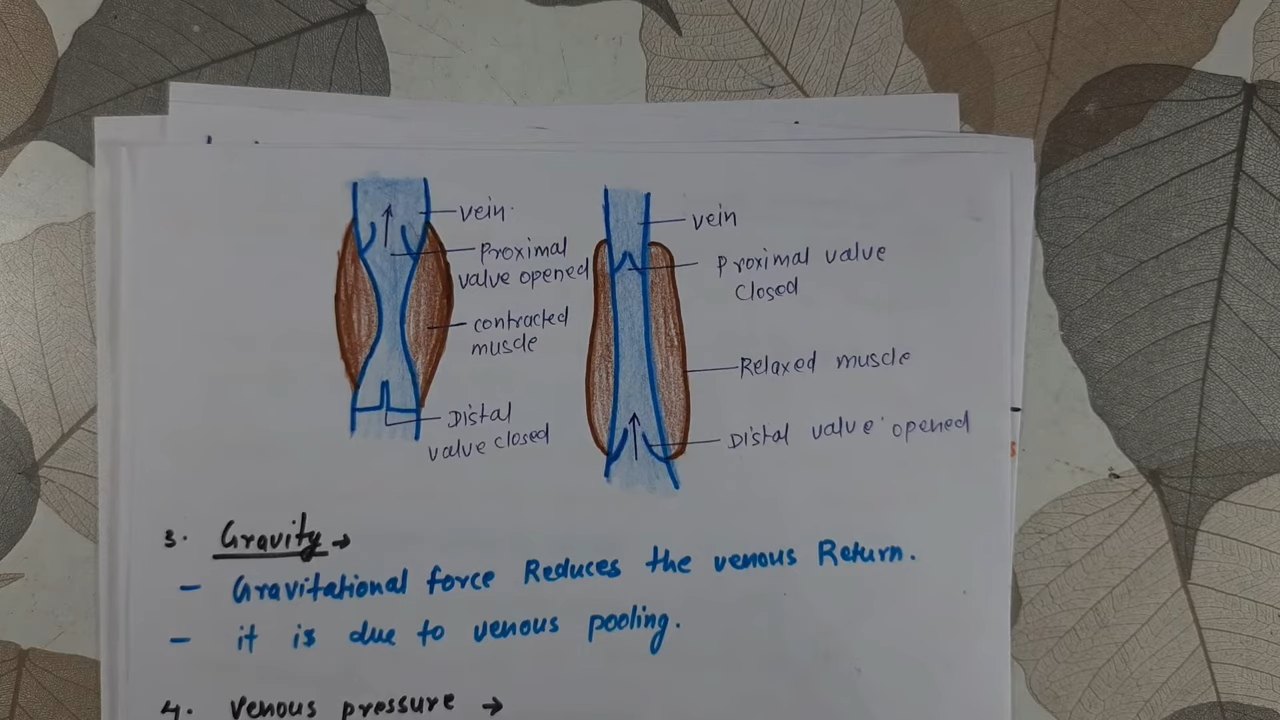 vein.
Proximal
valve opened
contracted
muscle
Distal
valve closed
vein
Proximal valve
closed
Relaxed muscle
Distal valve opened
3. Gravity →
- Gravitational force Reduces the venous Return.
- it is due to venous pooling.
4. Venous pressure →